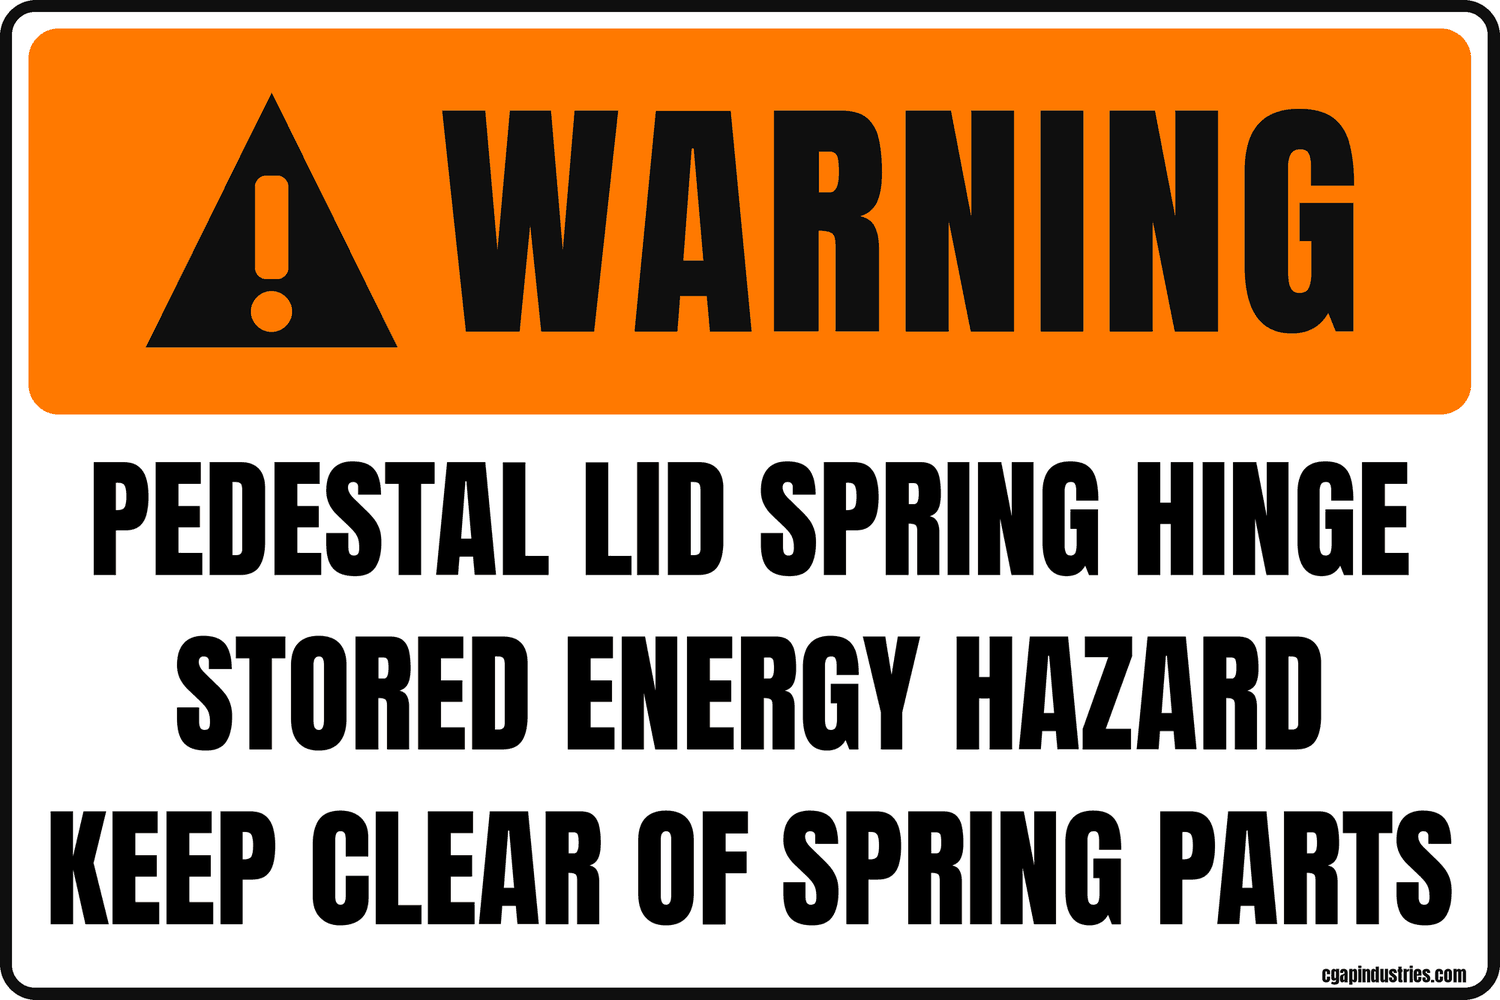 WARNING
PEDESTAL LID SPRING HINGE
STORED ENERGY HAZARD
KEEP CLEAR OF SPRING PARTS
cgapindustries.com